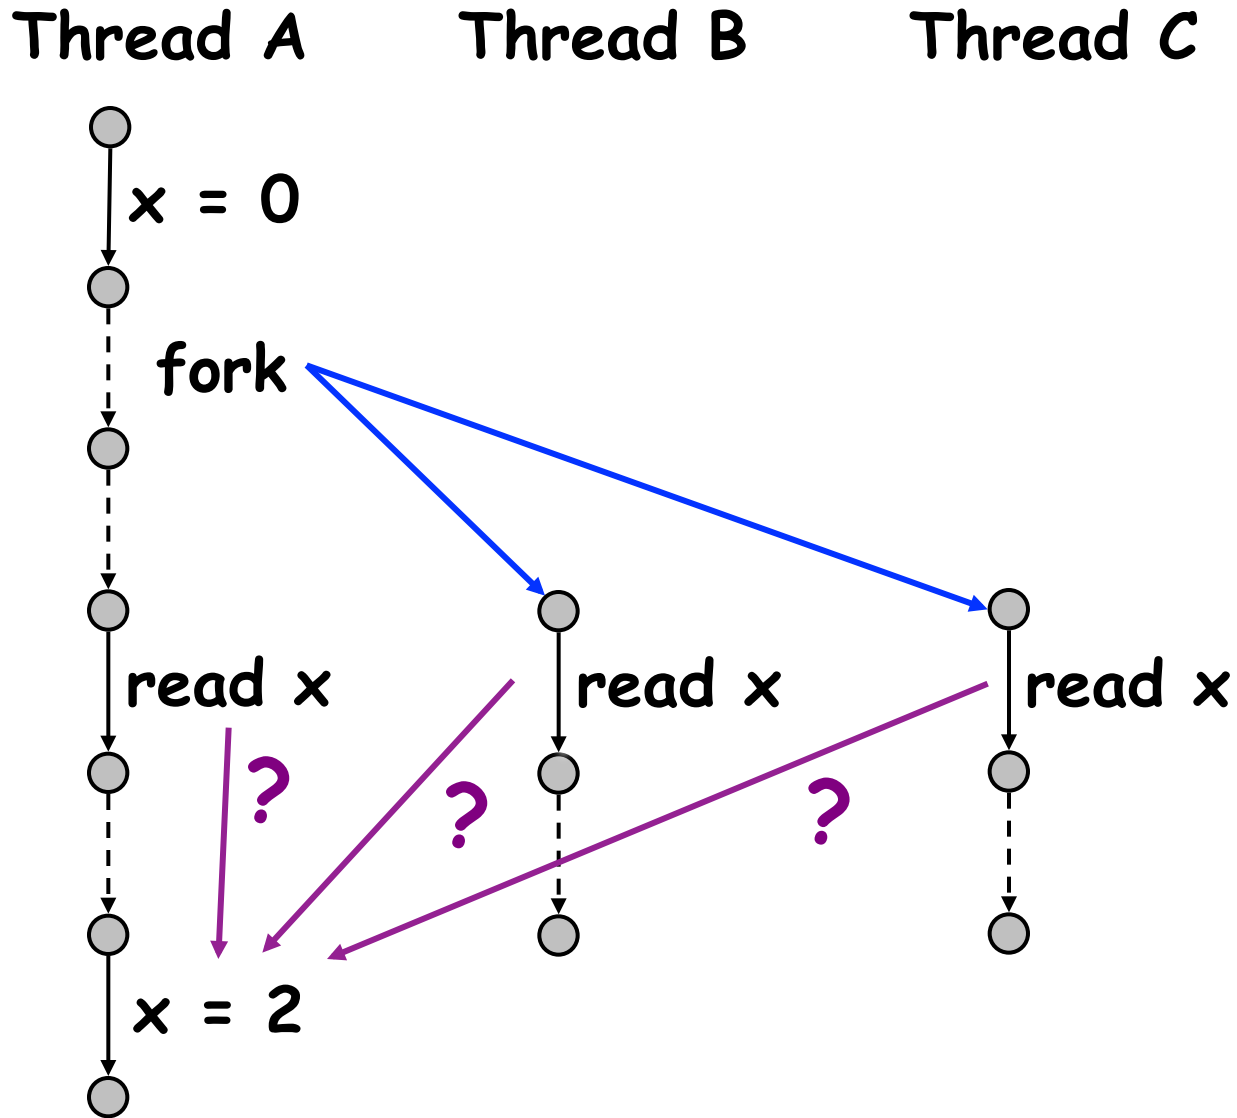 Thread A Thread B Thread C
x = 0
fork
read x read x read x
? ? ?
x = 2